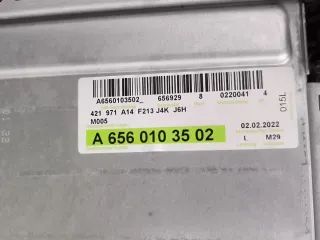 A6560103502_ 656929 8 0220041 4
421 971 A14 F213 J4K J6H
M005
015L
A 656 010 35 02
02.02.2022
L M29